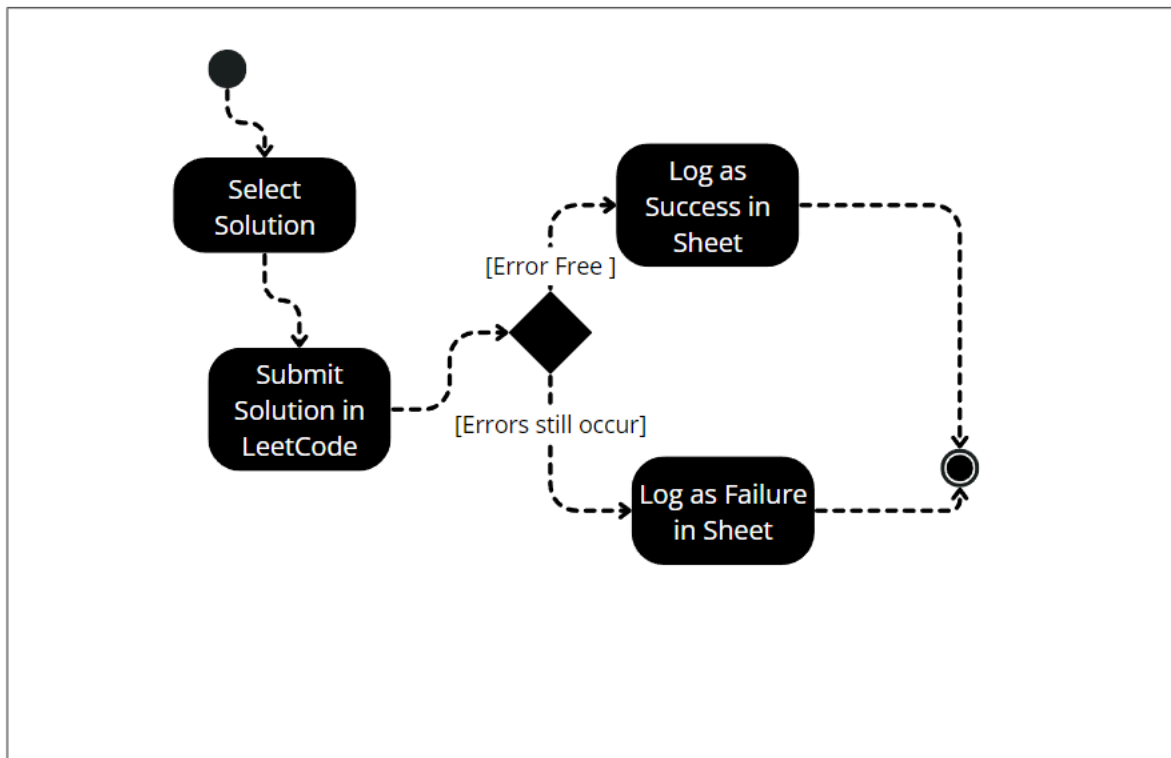 Select
Solution
Submit
Solution in
LeetCode
[Error Free ]
[Errors still occur]
Log as
Success in
Sheet
Log as Failure
in Sheet